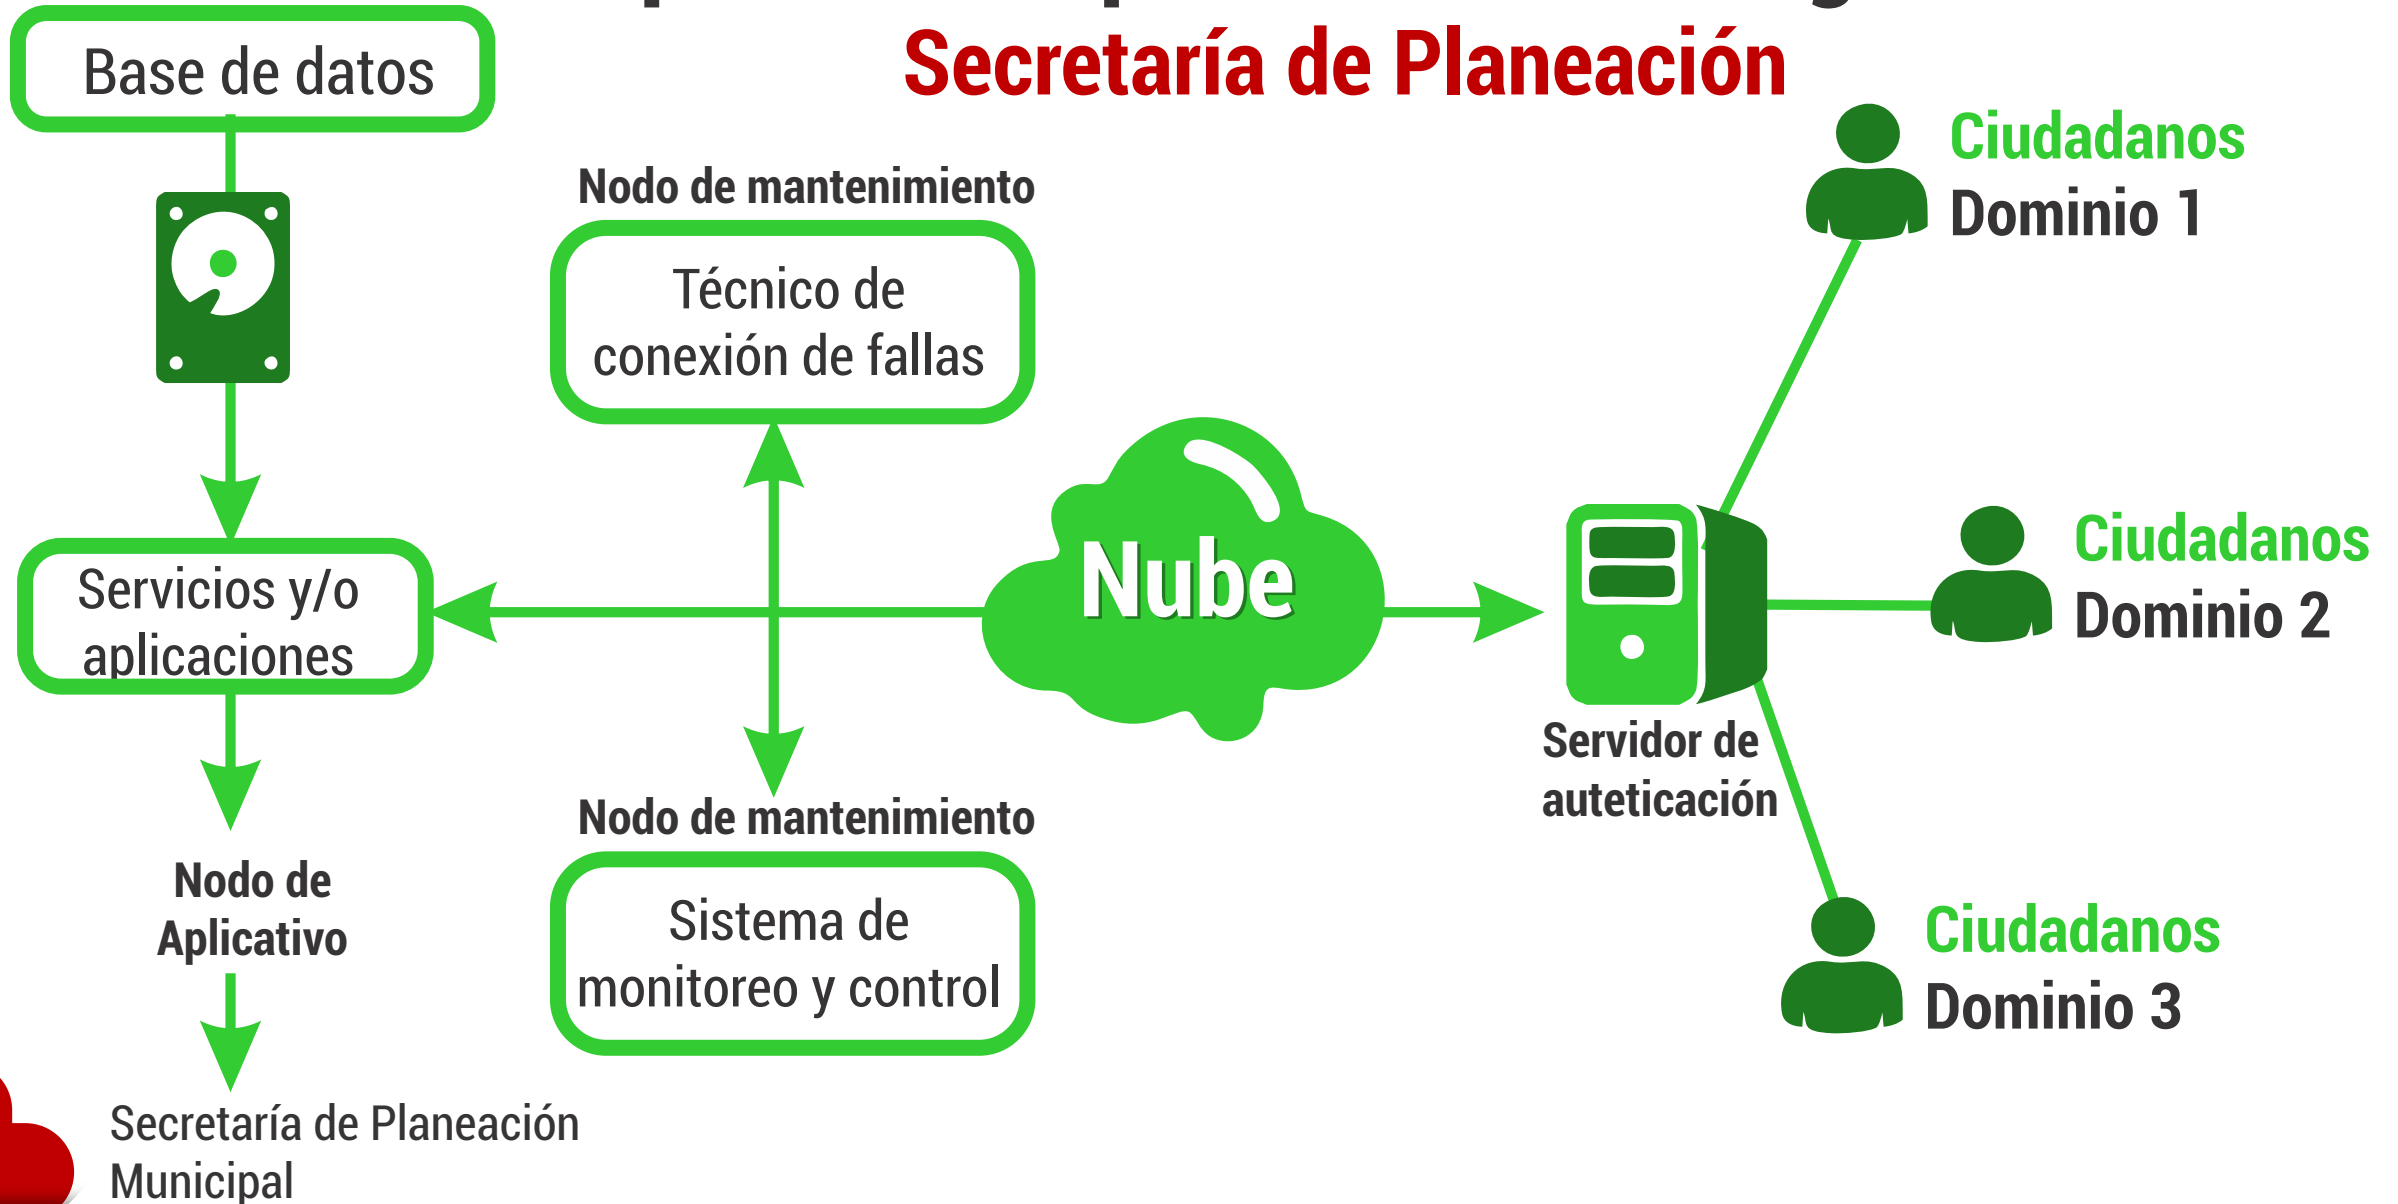 Secretaría de Planeación
Base de datos
Nodo de mantenimiento
Técnico de
conexión de fallas
Servicios y/o
aplicaciones
Nube
Nodo de mantenimiento
Sistema de
monitoreo y control
Nodo de
Aplicativo
Secretaría de Planeación
Municipal
Servidor de
auteticación
Ciudadanos
Dominio 1
Ciudadanos
Dominio 2
Ciudadanos
Dominio 3